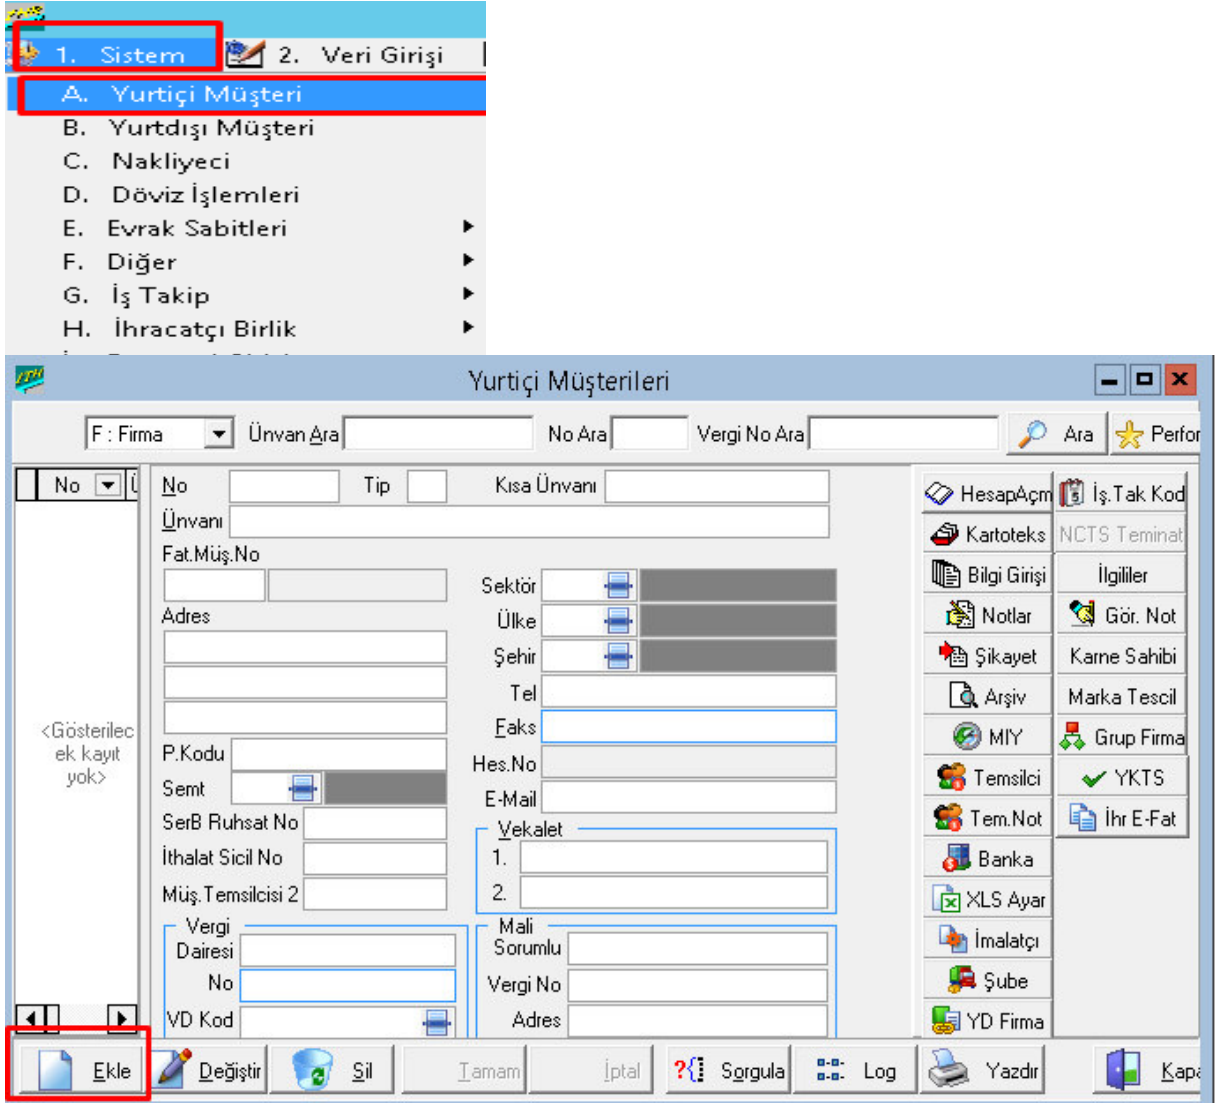 1. Sistem 2. Veri Girişi
A. Yurtiçi Müşteri
B. Yurtdışı Müşteri
C. Nakliyeci
D. Döviz İşlemleri
E. Evrak Sabitleri
F. Diğer
G. İş Takip
H. İhracatçı Birlik
Yurtiçi Müşterileri
F : Firma Ünvan Ara No Ara Vergi No Ara Ara Perfor
No Ü
<Gösterilec
ek kayıt
yok>
No Tip Kısa Ünvanı
Ünvanı
Fat.Müş.No
Sektör
Adres
Ülke
Şehir
Tel
Faks
P.Kodu
Hes.No
Semt
E-Mail
SerB Ruhsat No
Vekalet
1.
İthalat Sicil No
2.
Müş.Temsilcisi 2
Vergi
Dairesi
No
VD Kod
Mali
Sorumlu
Vergi No
Adres
HesapAçm İş.Tak Kod
Kartoteks NCTS Teminat
Bilgi Girişi İlgililer
Notlar Gör. Not
Şikayet Karne Sahibi
Arşiv Marka Tescil
MIY Grup Firma
Temsilci YKTS
Tem.Not İhr E-Fat
Banka
XLS Ayar
İmalatçı
Şube
YD Firma
Ekle Değiştir Sil Tamam İptal Sorgula Log Yazdır Kapa